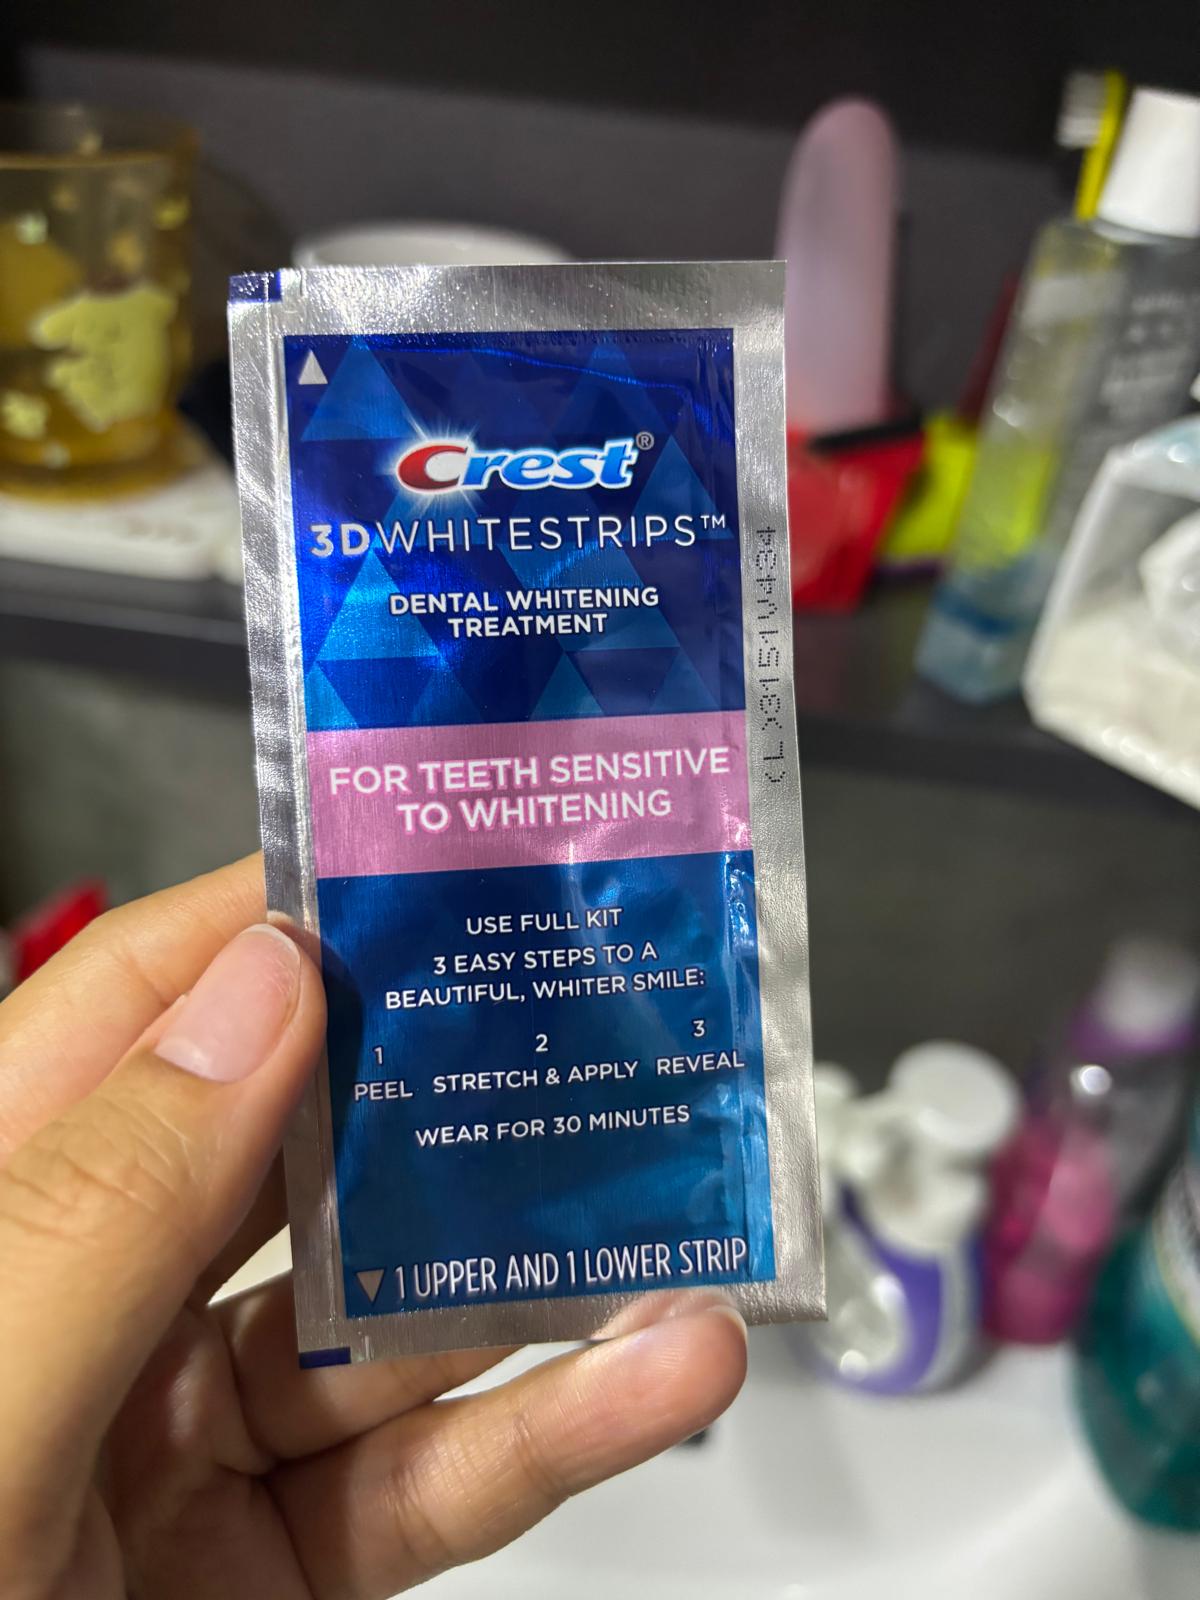 Crest®
3DWHITESTRIPS™
DENTAL WHITENING
TREATMENT
FOR TEETH SENSITIVE
TO WHITENING
USE FULL KIT
3 EASY STEPS TO A
BEAUTIFUL, WHITER SMILE:
1 2 3
PEEL STRETCH & APPLY REVEAL
WEAR FOR 30 MINUTES
1 UPPER AND 1 LOWER STRIP